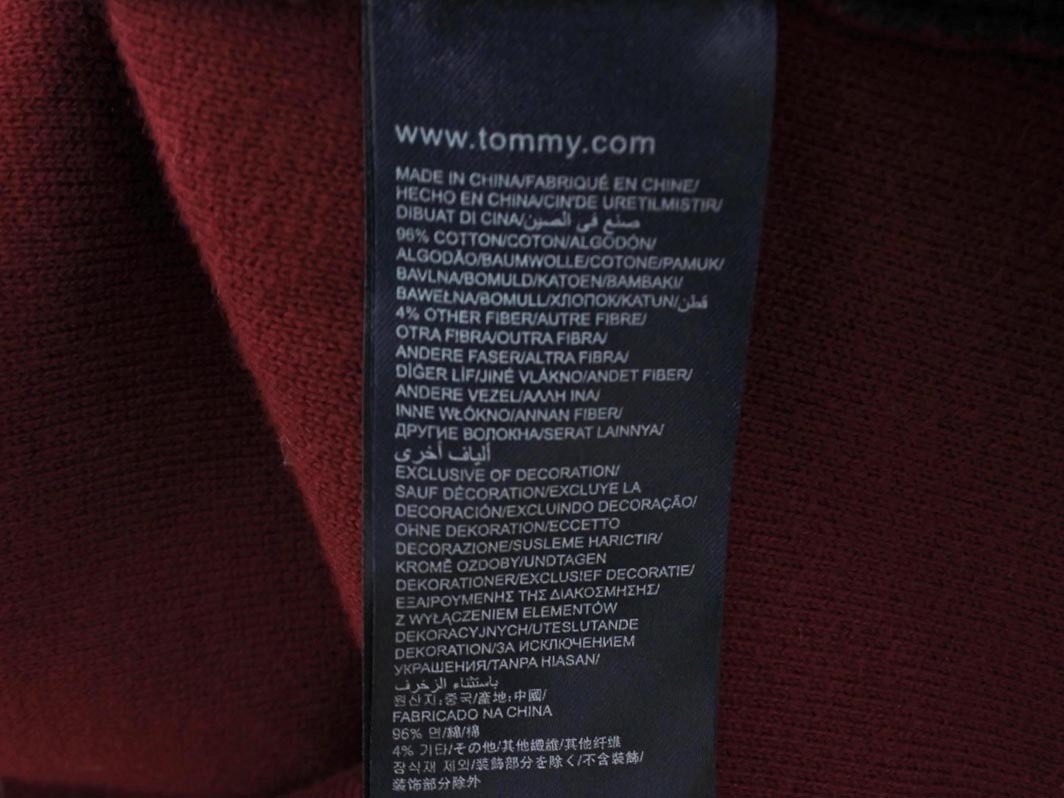 www.tommy.com
MADE IN CHINA/FABRIQUÉ EN CHINE/
HECHO EN CHINA/CIN'DE URETILMISTIR/
DIBUAT DI CINA/صنع في الصين
96% COTTON/COTON/ALGODÓN/
ALGODÃO/BAUMWOLLE/COTONE/PAMUK/
BAVLNA/BOMULD/KATOEN/BAMBAKI/
BAWEŁNA/BOMULL/ХЛОПОК/KATUN/قطن
4% OTHER FIBER/AUTRE FIBRE/
OTRA FIBRA/OUTRA FIBRA/
ANDERE FASER/ALTRA FIBRA/
DİĞER LİF/JINÉ VLÁKNO/ANDET FIBER/
ANDERE VEZEL/ΑΛΛΗ ΙΝΑ/
INNE WŁÓKNO/ANNAN FIBER/
ДРУГИЕ ВОЛОКНА/SERAT LAINNYA/
ألياف أخرى
EXCLUSIVE OF DECORATION/
SAUF DÉCORATION/EXCLUYE LA
DECORACIÓN/EXCLUINDO DECORAÇÃO/
OHNE DEKORATION/ECCETTO
DECORAZIONE/SUSLEME HARICTIR/
KROMĚ OZDOBY/UNDTAGEN
DEKORATIONER/EXCLUSIEF DECORATIE/
ΕΞΑΙΡΟΥΜΕΝΗΣ ΤΗΣ ΔΙΑΚΟΣΜΗΣΗΣ/
Z WYŁĄCZENIEM ELEMENTÓW
DEKORACYJNYCH/UTESLUTANDE
DEKORATION/ЗА ИСКЛЮЧЕНИЕМ
УКРАШЕНИЯ/TANPA HIASAN/
باستثناء الزخرف
원산지:중국/產地:中國/
FABRICADO NA CHINA
96% 면/綿/棉
4% 기타/その他/其他纖維/其他纤维
장식재 제외/装飾部分を除く/不含裝飾/
装饰部分除外